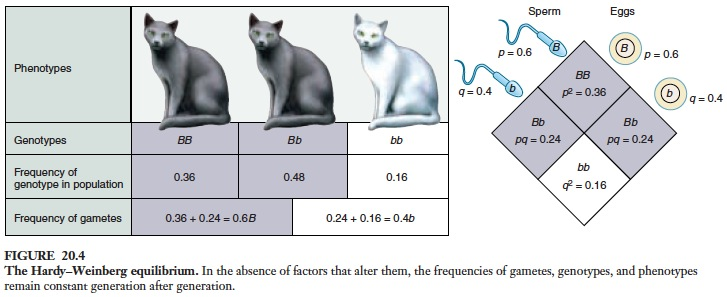 Phenotypes
Genotypes BB Bb bb
Frequency of
genotype in population 0.36 0.48 0.16
Frequency of gametes 0.36 + 0.24 = 0.6B 0.24 + 0.16 = 0.4b
Sperm Eggs
p = 0.6 B B p = 0.6
q = 0.4 b b q = 0.4
BB
p² = 0.36
Bb Bb
pq = 0.24 pq = 0.24
bb
q² = 0.16
FIGURE 20.4
The Hardy–Weinberg equilibrium. In the absence of factors that alter them, the frequencies of gametes, genotypes, and phenotypes
remain constant generation after generation.